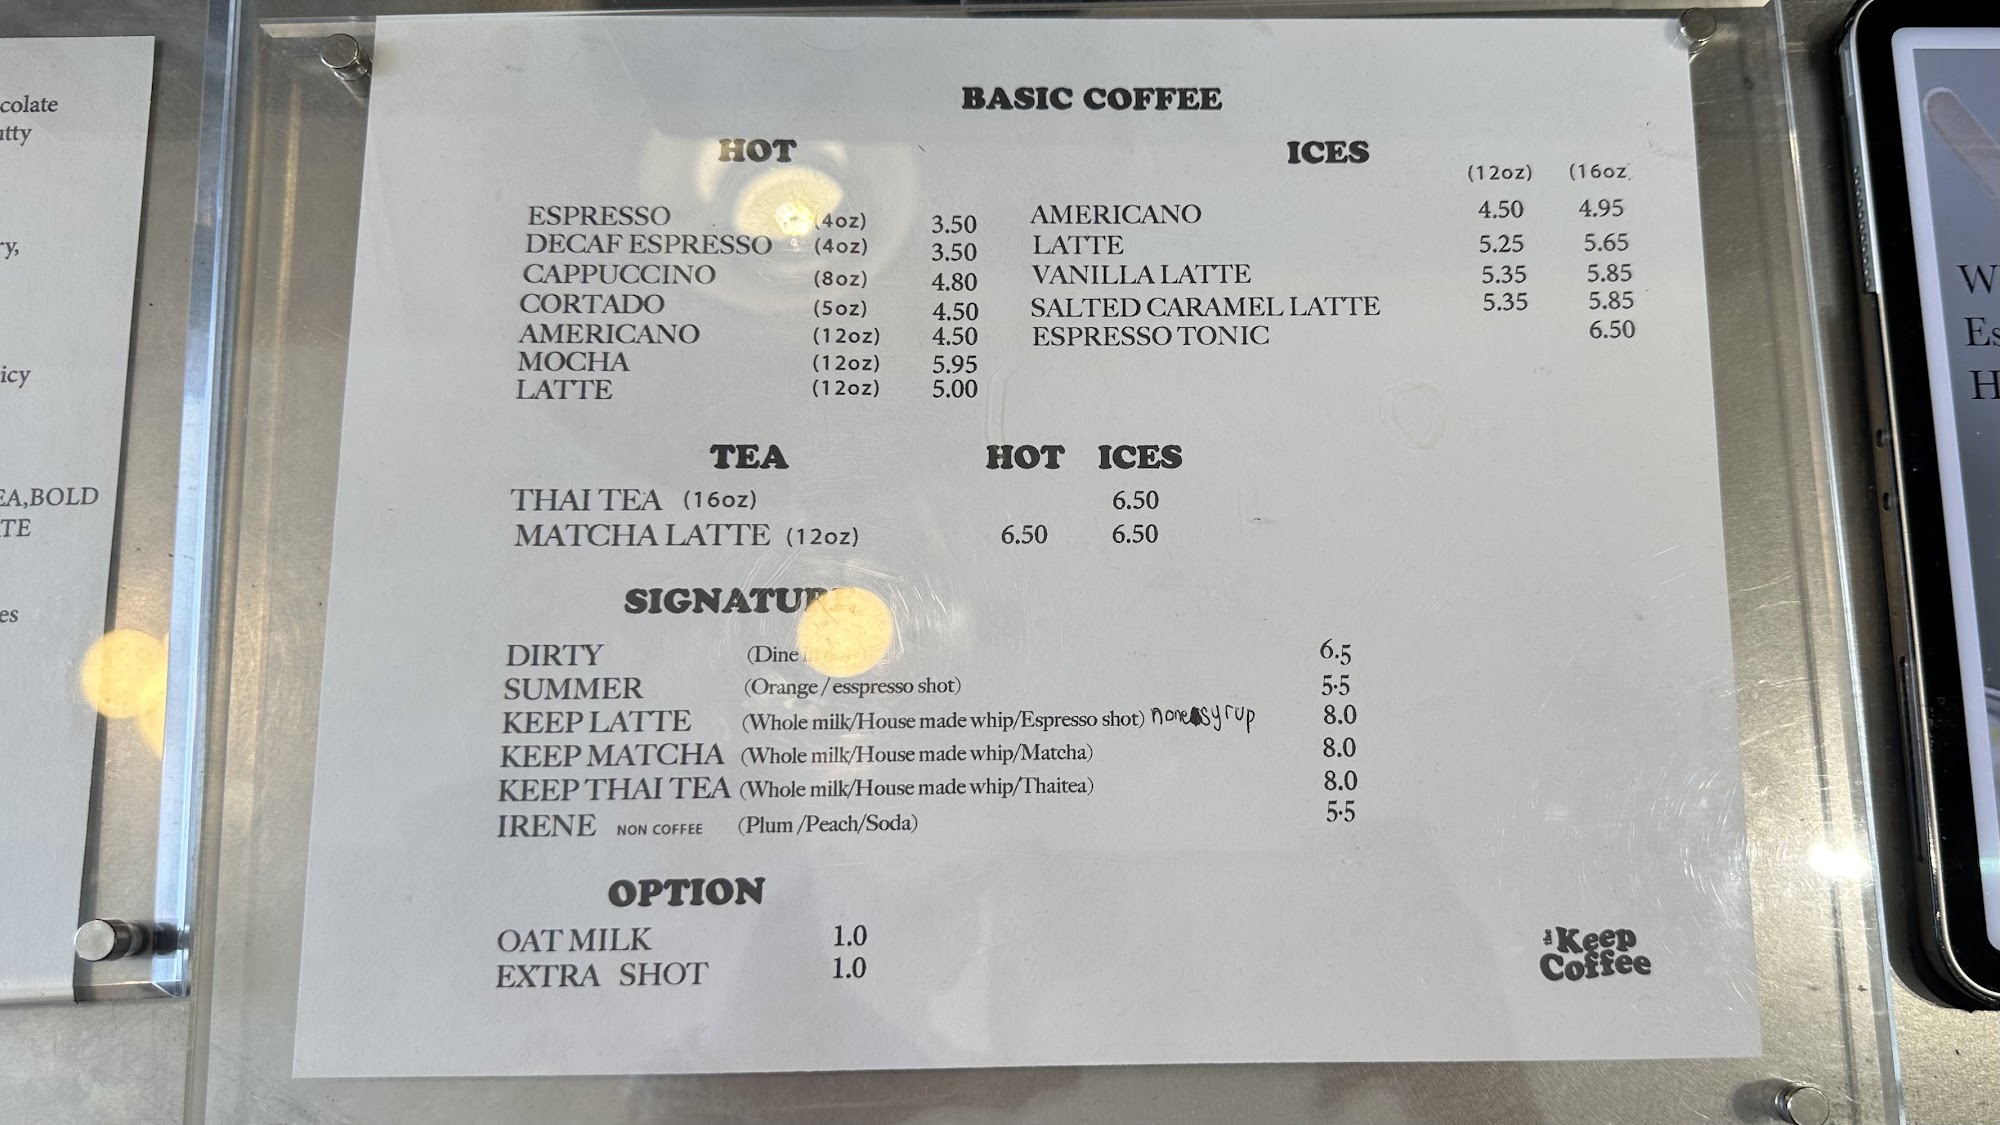 colate
utty
ry,
icy
EA,BOLD
TE
es
BASIC COFFEE
HOT
ESPRESSO (4oz) 3.50
DECAF ESPRESSO (4oz) 3.50
CAPPUCCINO (8oz) 4.80
CORTADO (5oz) 4.50
AMERICANO (12oz) 4.50
MOCHA (12oz) 5.95
LATTE (12oz) 5.00
ICES
(12oz) (16oz)
AMERICANO 4.50 4.95
LATTE 5.25 5.65
VANILLA LATTE 5.35 5.85
SALTED CARAMEL LATTE 5.35 5.85
ESPRESSO TONIC 6.50
TEA HOT ICES
THAI TEA (16oz) 6.50
MATCHA LATTE (12oz) 6.50 6.50
SIGNATURE
DIRTY (Dine 6.5
SUMMER (Orange / esspresso shot) 5.5
KEEP LATTE (Whole milk/House made whip/Espresso shot) none syrup 8.0
KEEP MATCHA (Whole milk/House made whip/Matcha) 8.0
KEEP THAI TEA (Whole milk/House made whip/Thaitea) 8.0
IRENE NON COFFEE (Plum /Peach/Soda) 5.5
OPTION
OAT MILK 1.0
EXTRA SHOT 1.0
the Keep
Coffee
W
Es
H